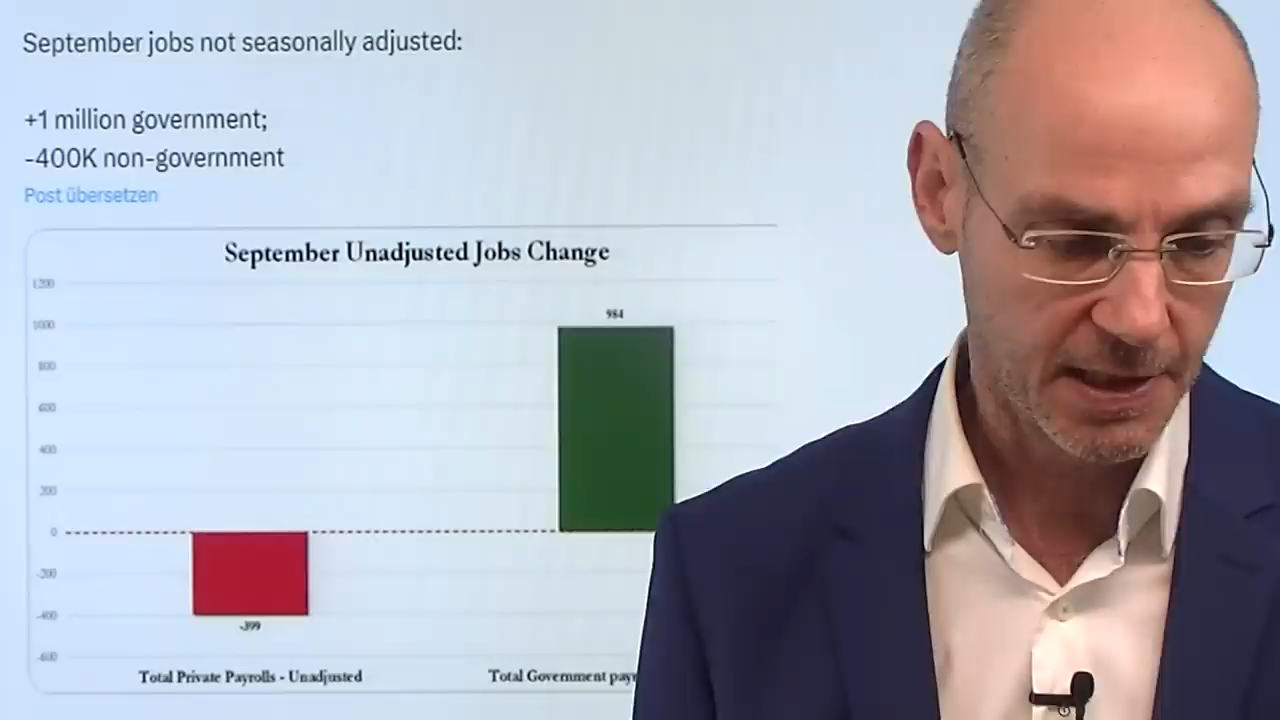 September jobs not seasonally adjusted:
+1 million government;
-400K non-government
Post übersetzen
September Unadjusted Jobs Change
1200
1000
984
800
600
400
200
0
-200
-400
-399
-600
Total Private Payrolls - Unadjusted
Total Government payr